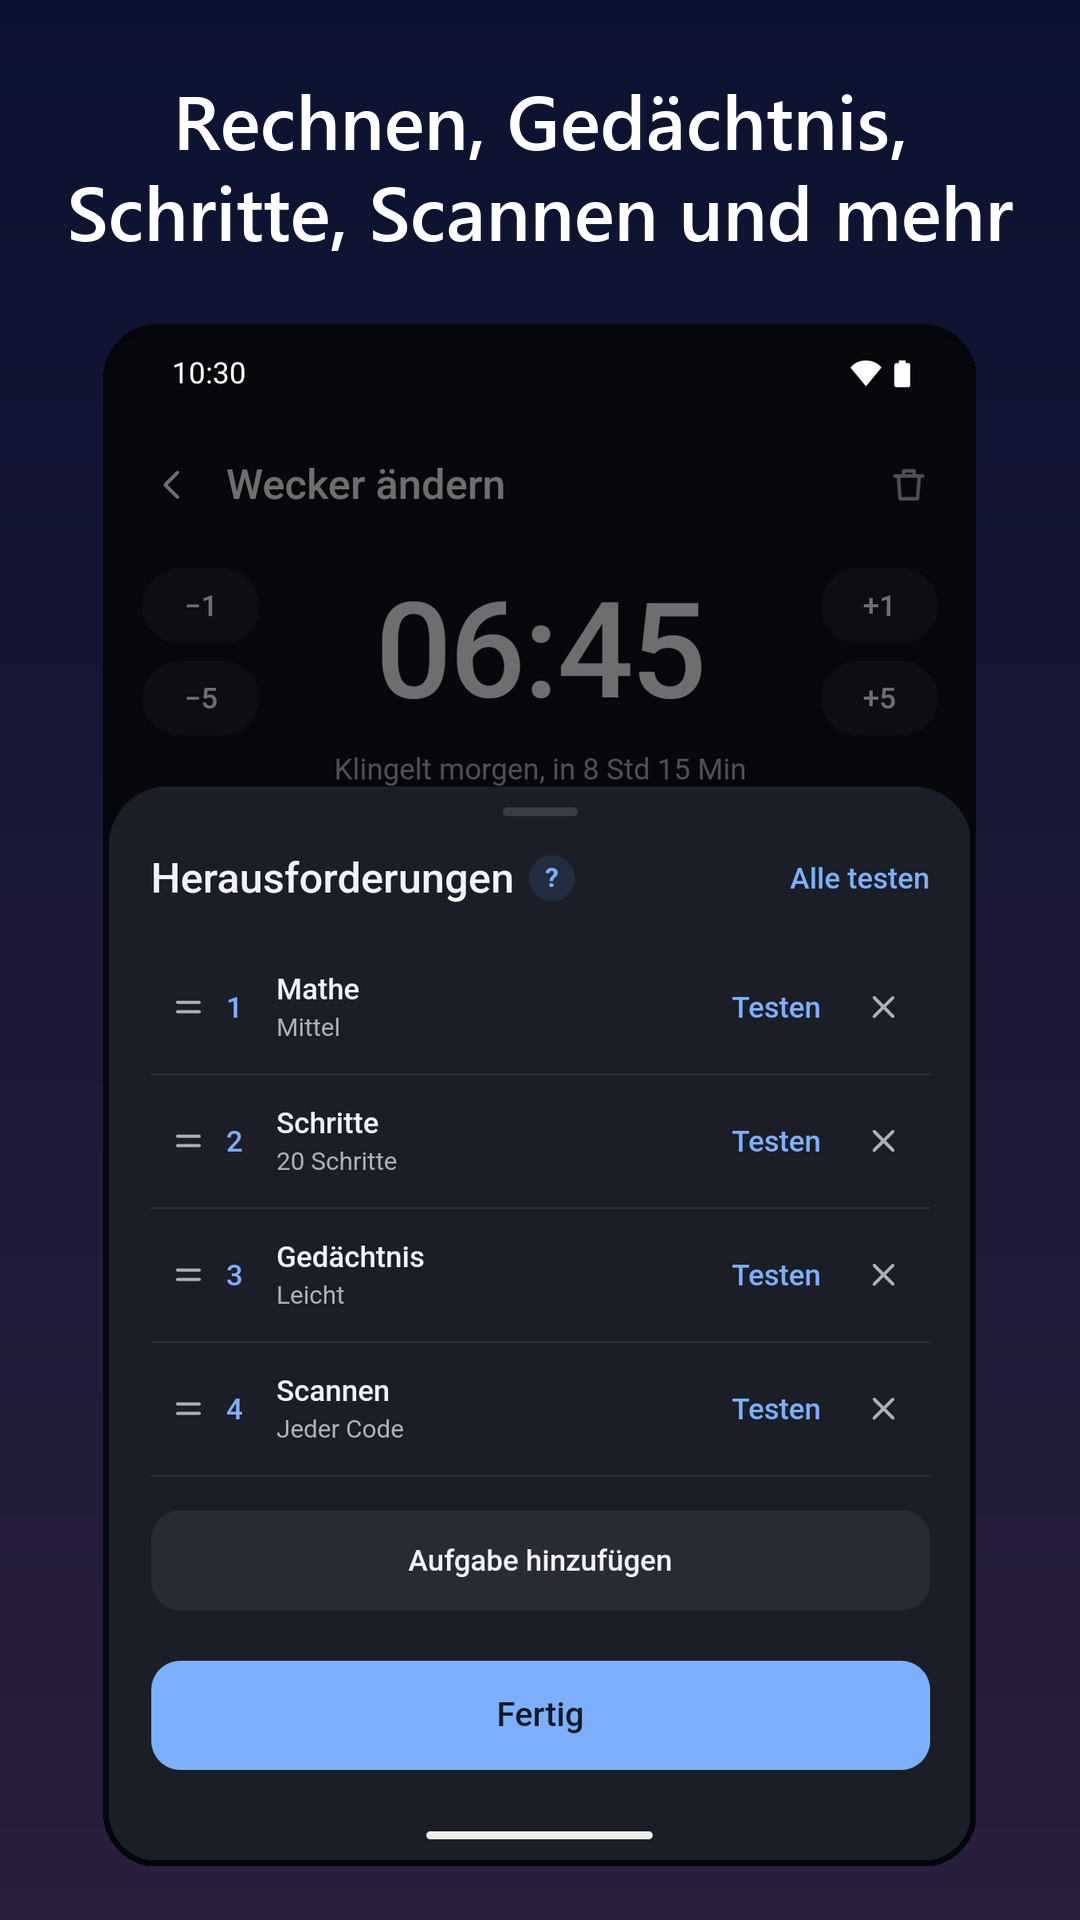 Rechnen, Gedächtnis,
Schritte, Scannen und mehr
10:30
Wecker ändern
−1
06:45
+1
−5
+5
Klingelt morgen, in 8 Std 15 Min
Herausforderungen ?
Alle testen
1 Mathe
Mittel
Testen
2 Schritte
20 Schritte
Testen
3 Gedächtnis
Leicht
Testen
4 Scannen
Jeder Code
Testen
Aufgabe hinzufügen
Fertig